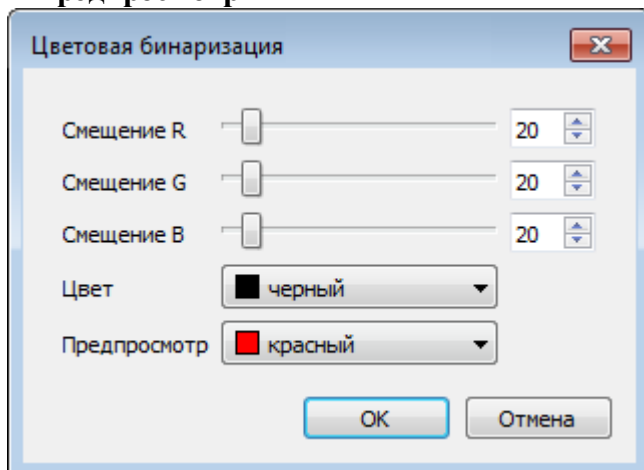 Цветовая бинаризация
Смещение R 20
Смещение G 20
Смещение B 20
Цвет черный
Предпросмотр красный
OK Отмена